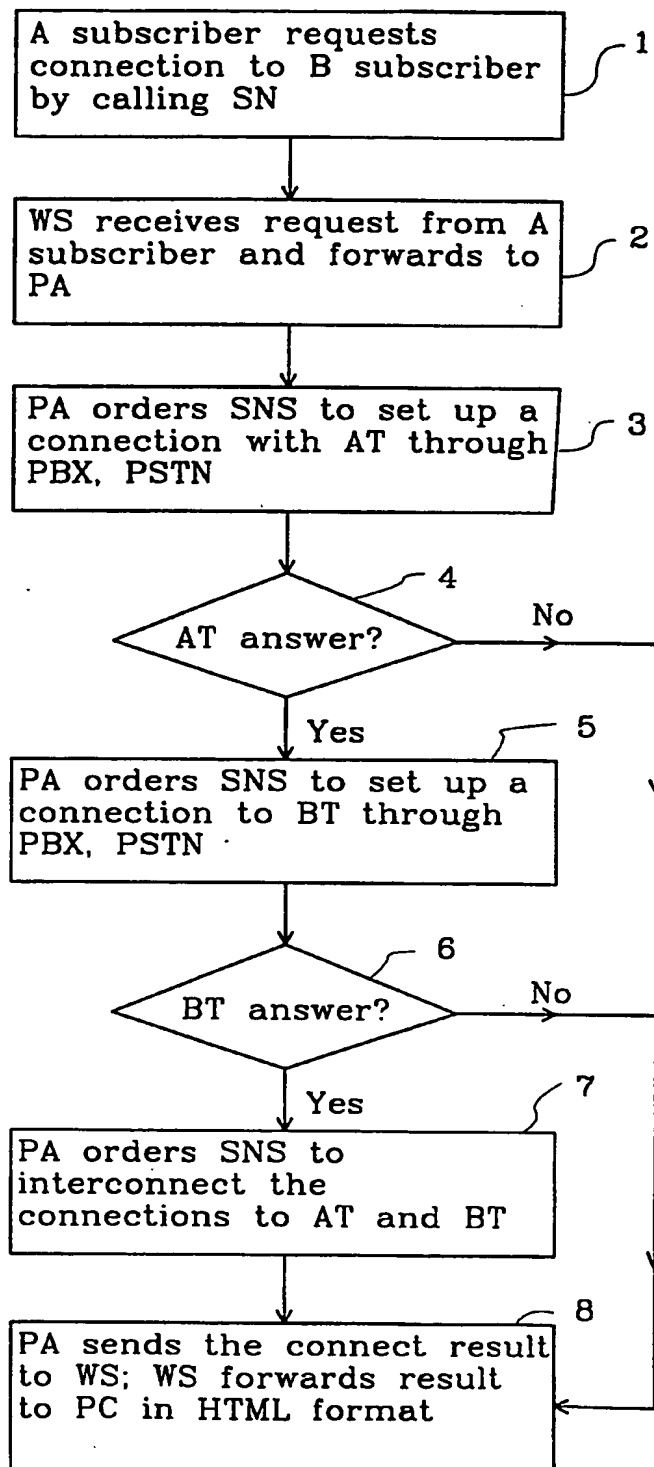 A subscriber requests
connection to B subscriber
by calling SN
1
WS receives request from A
subscriber and forwards to
PA
2
PA orders SNS to set up a
connection with AT through
PBX, PSTN
3
4
AT answer?
No
Yes
5
PA orders SNS to set up a
connection to BT through
PBX, PSTN
6
BT answer?
No
Yes
7
PA orders SNS to
interconnect the
connections to AT and BT
8
PA sends the connect result
to WS; WS forwards result
to PC in HTML format